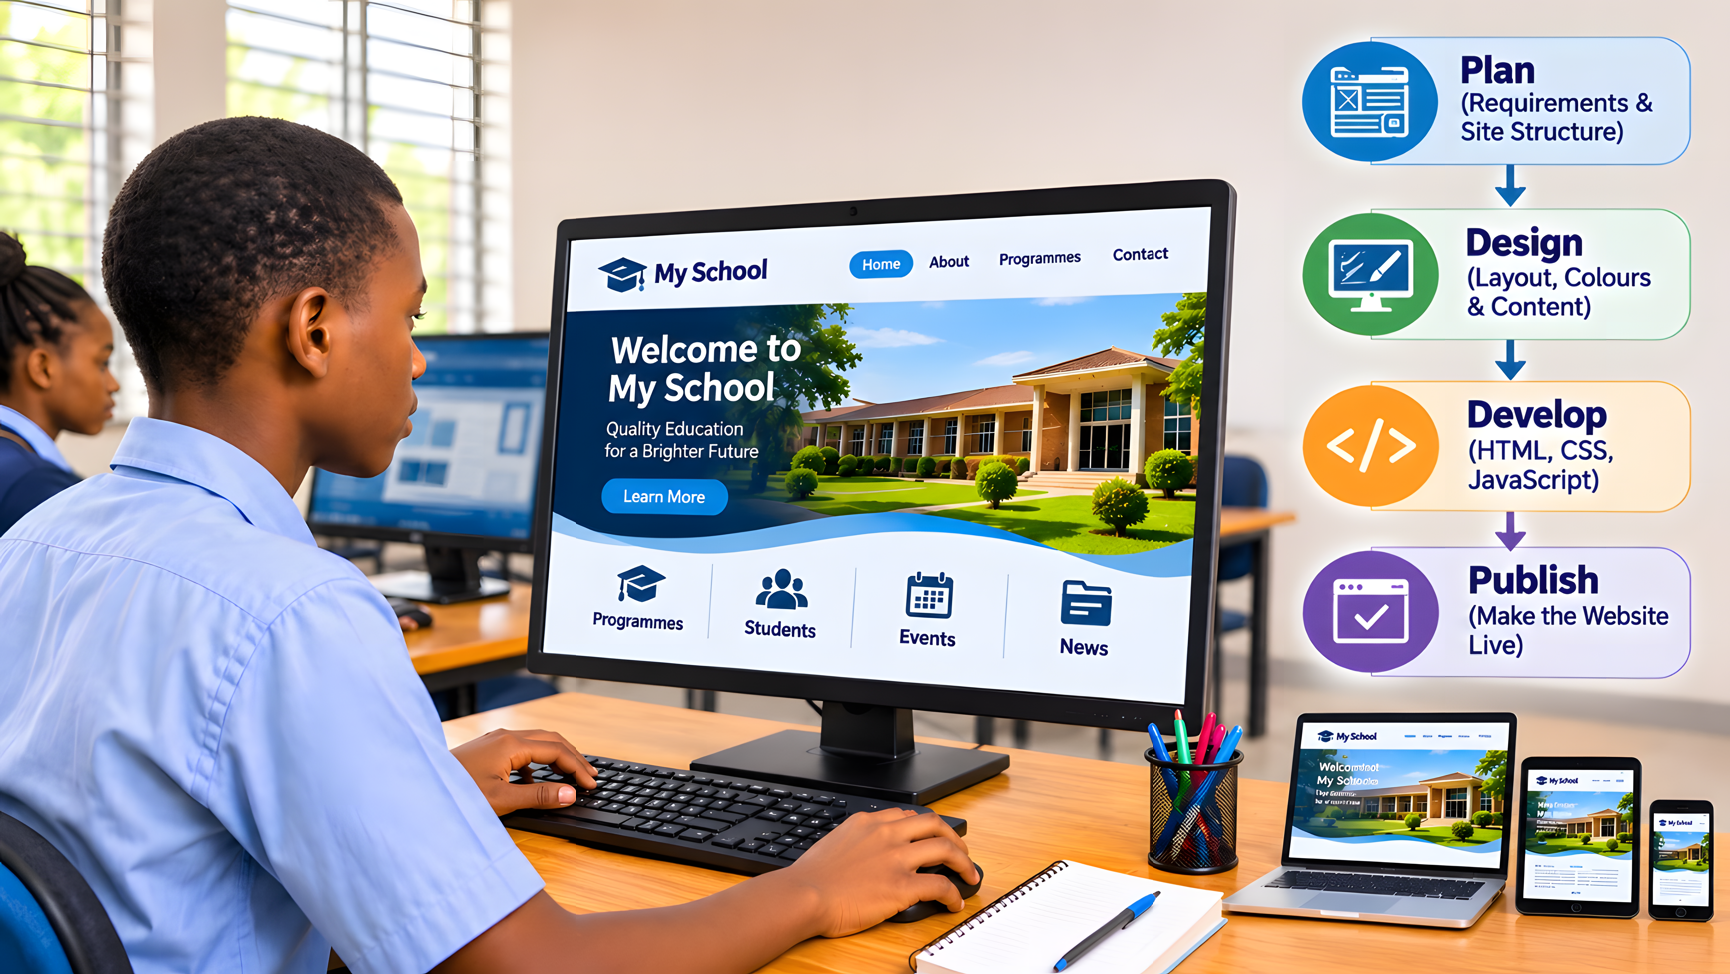 My School
Home
About
Programmes
Contact
Welcome to
My School
Quality Education
for a Brighter Future
Learn More
Programmes
Students
Events
News
Plan
(Requirements &
Site Structure)
Design
(Layout, Colours
& Content)
Develop
(HTML, CSS,
JavaScript)
Publish
(Make the Website
Live)
My School
My School